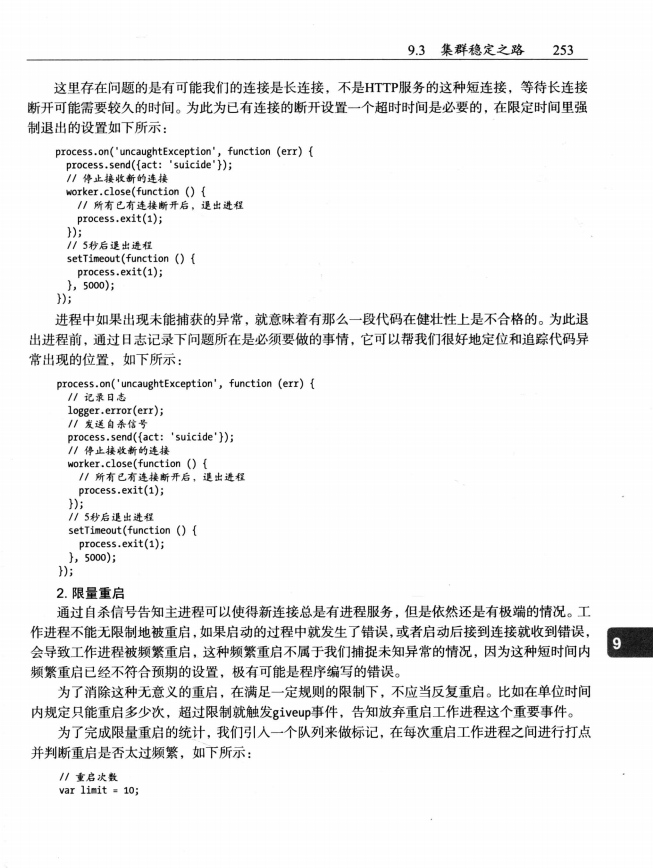 9.3 集群稳定之路 253
这里存在问题的是有可能我们的连接是长连接，不是HTTP服务的这种短连接，等待长连接
断开可能需要较久的时间。为此为已有连接的断开设置一个超时时间是必要的，在限定时间里强
制退出的设置如下所示：
process.on('uncaughtException', function (err) {
process.send({act: 'suicide'});
// 停止接收新的连接
worker.close(function () {
// 所有已有连接断开后，退出进程
process.exit(1);
});
// 5秒后退出进程
setTimeout(function () {
process.exit(1);
}, 5000);
});
进程中如果出现未能捕获的异常，就意味着有那么一段代码在健壮性上是不合格的。为此退
出进程前，通过日志记录下问题所在是必须要做的事情，它可以帮我们很好地定位和追踪代码异
常出现的位置，如下所示：
process.on('uncaughtException', function (err) {
// 记录日志
logger.error(err);
// 发送自杀信号
process.send({act: 'suicide'});
// 停止接收新的连接
worker.close(function () {
// 所有已有连接断开后，退出进程
process.exit(1);
});
// 5秒后退出进程
setTimeout(function () {
process.exit(1);
}, 5000);
});
2. 限量重启
通过自杀信号告知主进程可以使得新连接总是有进程服务，但是依然还是有极端的情况。工
作进程不能无限制地被重启，如果启动的过程中就发生了错误，或者启动后接到连接就收到错误，
会导致工作进程被频繁重启，这种频繁重启不属于我们捕捉未知异常的情况，因为这种短时间内
频繁重启已经不符合预期的设置，极有可能是程序编写的错误。
9
为了消除这种无意义的重启，在满足一定规则的限制下，不应当反复重启。比如在单位时间
内规定只能重启多少次，超过限制就触发giveup事件，告知放弃重启工作进程这个重要事件。
为了完成限量重启的统计，我们引入一个队列来做标记，在每次重启工作进程之间进行打点
并判断重启是否太过频繁，如下所示：
// 重启次数
var limit = 10;